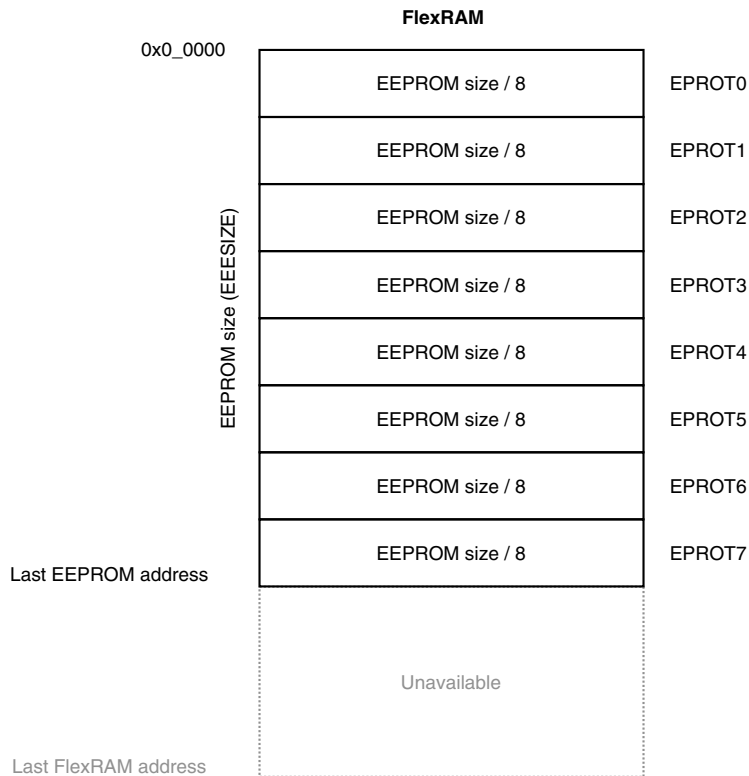 FlexRAM
0x0_0000
EEPROM size / 8 EPROT0
EEPROM size / 8 EPROT1
EEPROM size / 8 EPROT2
EEPROM size (EEESIZE)
EEPROM size / 8 EPROT3
EEPROM size / 8 EPROT4
EEPROM size / 8 EPROT5
EEPROM size / 8 EPROT6
EEPROM size / 8 EPROT7
Last EEPROM address
Unavailable
Last FlexRAM address